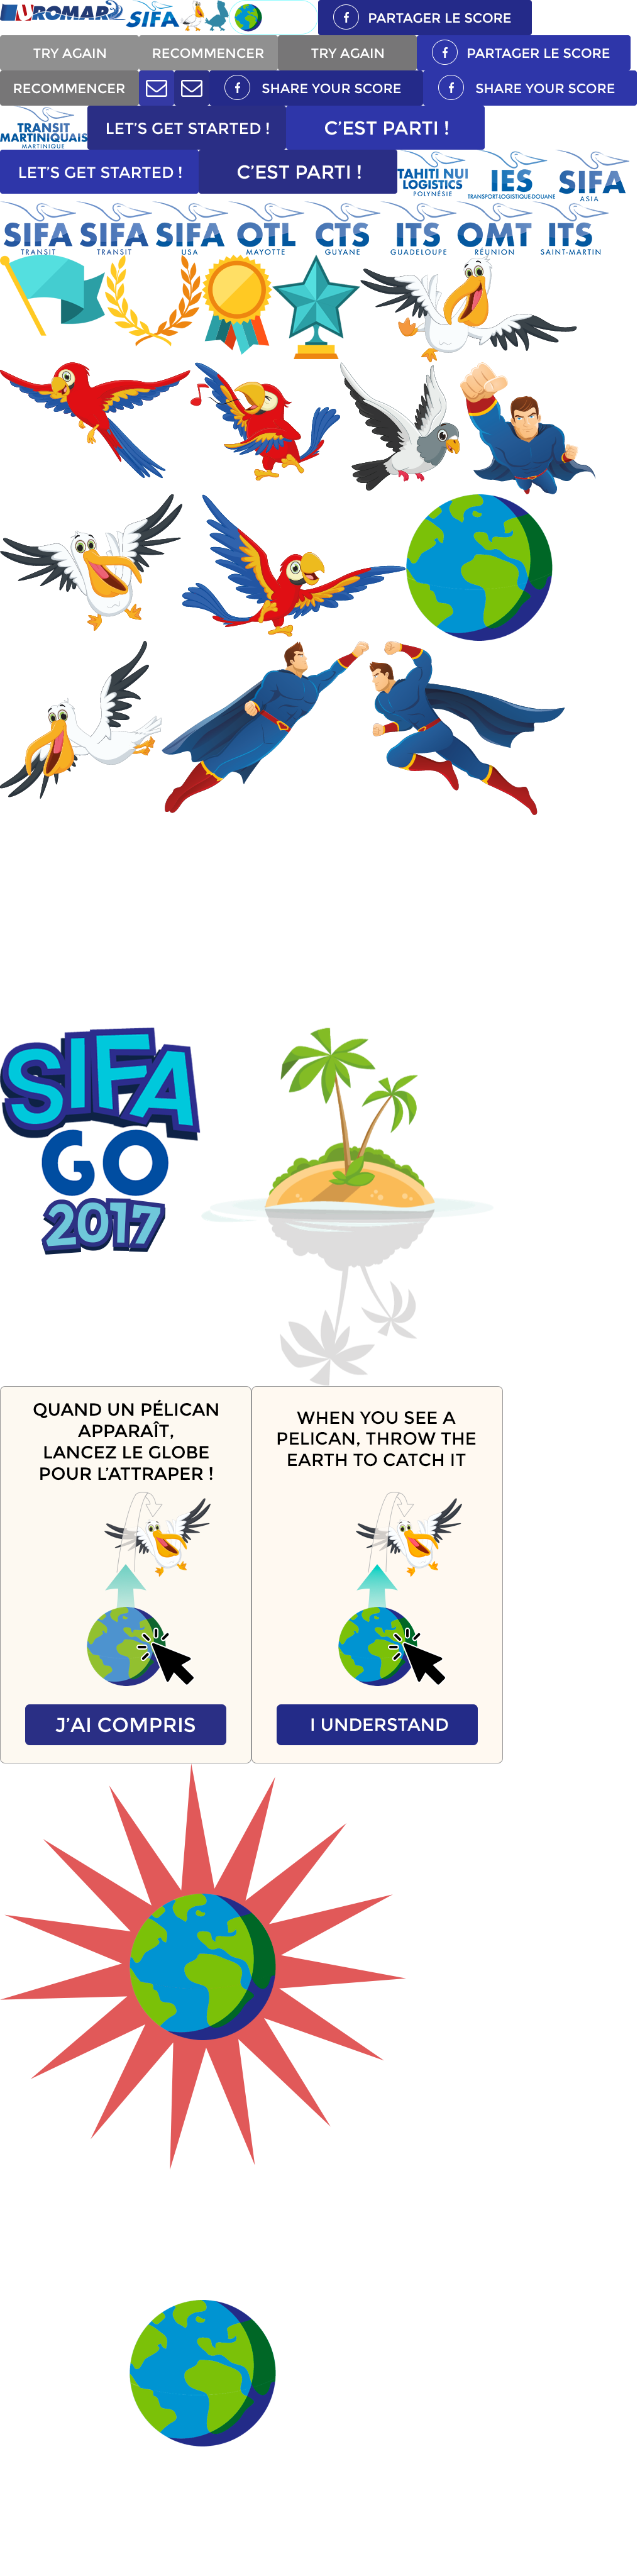 UROMAR
SIFA
PARTAGER LE SCORE
TRY AGAIN
RECOMMENCER
TRY AGAIN
PARTAGER LE SCORE
RECOMMENCER
SHARE YOUR SCORE
SHARE YOUR SCORE
TRANSIT
MARTINIQUAIS
MARTINIQUE
LET'S GET STARTED !
C'EST PARTI !
LET'S GET STARTED !
C'EST PARTI !
TAHITI NUI
LOGISTICS
POLYNÉSIE
IES
TRANSPORT-LOGISTIQUE-DOUANE
SIFA
ASIA
SIFA
TRANSIT
SIFA
TRANSIT
SIFA
USA
OTL
MAYOTTE
CTS
GUYANE
ITS
GUADELOUPE
OMT
RÉUNION
ITS
SAINT-MARTIN
SIFA
GO
2017
QUAND UN PÉLICAN
APPARAÎT,
LANCEZ LE GLOBE
POUR L'ATTRAPER !
J'AI COMPRIS
WHEN YOU SEE A
PELICAN, THROW THE
EARTH TO CATCH IT
I UNDERSTAND